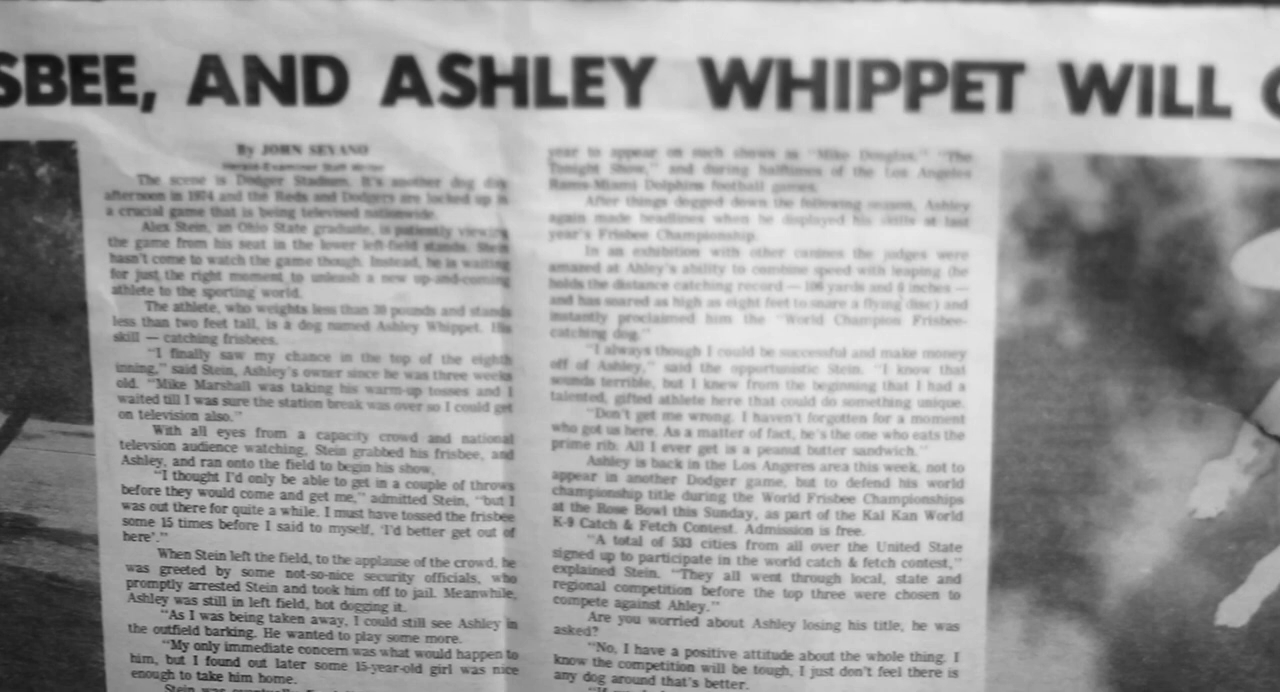 SBEE, AND ASHLEY WHIPPET WILL
By JOHN SEVANO
Herald-Examiner Staff Writer
The scene is Dodger Stadium. It's another dog day
afternoon in 1974 and the Reds and Dodgers are locked up in
a crucial game that is being televised nationwide.
Alex Stein, an Ohio State graduate, is patiently viewing
the game from his seat in the lower left-field stands. Stein
hasn't come to watch the game though. Instead, he is waiting
for just the right moment to unleash a new up-and-coming
athlete to the sporting world.
The athlete, who weights less than 30 pounds and stands
less than two feet tall, is a dog named Ashley Whippet. His
skill — catching frisbees.
"I finally saw my chance in the top of the eighth
inning," said Stein, Ashley's owner since he was three weeks
old. "Mike Marshall was taking his warm-up tosses and I
waited till I was sure the station break was over so I could get
on television also."
With all eyes from a capacity crowd and national
televsion audience watching, Stein grabbed his frisbee, and
Ashley, and ran onto the field to begin his show.
"I thought I'd only be able to get in a couple of throws
before they would come and get me," admitted Stein, "but I
was out there for quite a while. I must have tossed the frisbee
some 15 times before I said to myself, 'I'd better get out of
here'."
When Stein left the field, to the applause of the crowd, he
was greeted by some not-so-nice security officials, who
promptly arrested Stein and took him off to jail. Meanwhile,
Ashley was still in left field, hot dogging it.
"As I was being taken away, I could still see Ashley in
the outfield barking. He wanted to play some more.
"My only immediate concern was what would happen to
him, but I found out later some 15-year-old girl was nice
enough to take him home.
Stein was
year to appear on such shows as "Mike Douglas," "The
Tonight Show," and during halftimes of the Los Angeles
Rams-Miami Dolphins football games.
After things dogged down the following season, Ashley
again made headlines when he displayed his skills at last
year's Frisbee Championship.
In an exhibition with other canines the judges were
amazed at Ahley's ability to combine speed with leaping (he
holds the distance catching record — 106 yards and 6 inches —
and has soared as high as eight feet to snare a flying disc) and
instantly proclaimed him the "World Champion Frisbee-
catching dog."
"I always though I could be successful and make money
off of Ashley," said the opportunistic Stein. "I know that
sounds terrible, but I knew from the beginning that I had a
talented, gifted athlete here that could do something unique.
"Don't get me wrong. I haven't forgotten for a moment
who got us here. As a matter of fact, he's the one who eats the
prime rib. All I ever get is a peanut butter sandwich."
Ashley is back in the Los Angeres area this week, not to
appear in another Dodger game, but to defend his world
championship title during the World Frisbee Championships
at the Rose Bowl this Sunday, as part of the Kal Kan World
K-9 Catch & Fetch Contest. Admission is free.
"A total of 533 cities from all over the United State
signed up to participate in the world catch & fetch contest,"
explained Stein. "They all went through local, state and
regional competition before the top three were chosen to
compete against Ahley."
Are you worried about Ashley losing his title, he was
asked?
"No, I have a positive attitude about the whole thing. I
know the competition will be tough, I just don't feel there is
any dog around that's better.